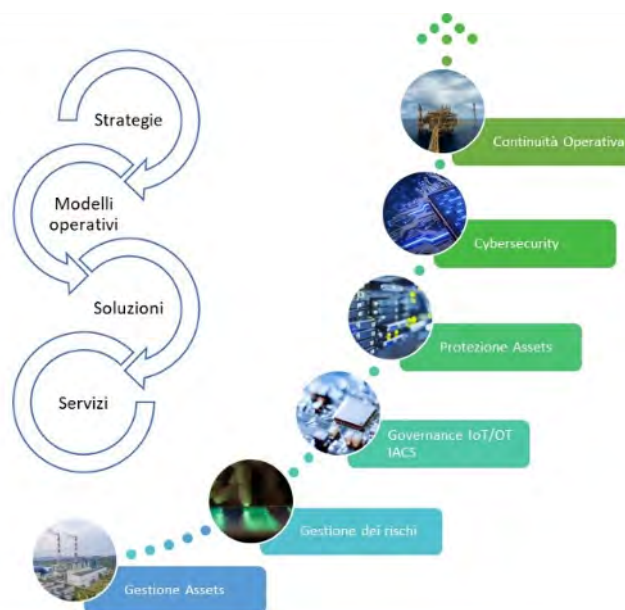 Strategie
Modelli
operativi
Soluzioni
Servizi
Continuità Operativa
Cybersecurity
Protezione Assets
Governance IoT/OT
IACS
Gestione dei rischi
Gestione Assets